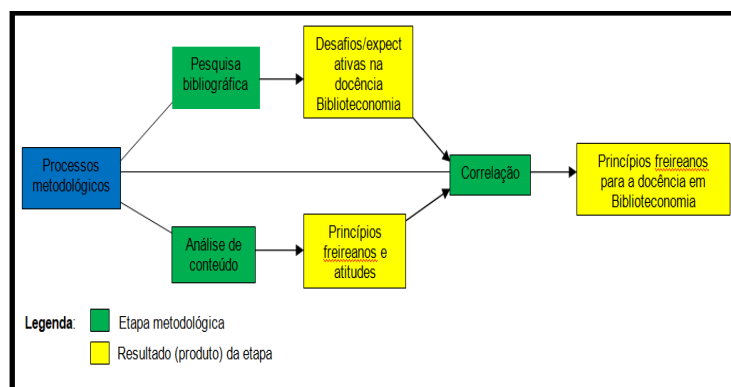 Pesquisa
bibliográfica
Desafios/expect
ativas na
docência
Biblioteconomia
Processos
metodológicos
Correlação
Princípios freireanos
para a docência em
Biblioteconomia
Análise de
conteúdo
Princípios
freireanos e
atitudes
Legenda:
Etapa metodológica
Resultado (produto) da etapa